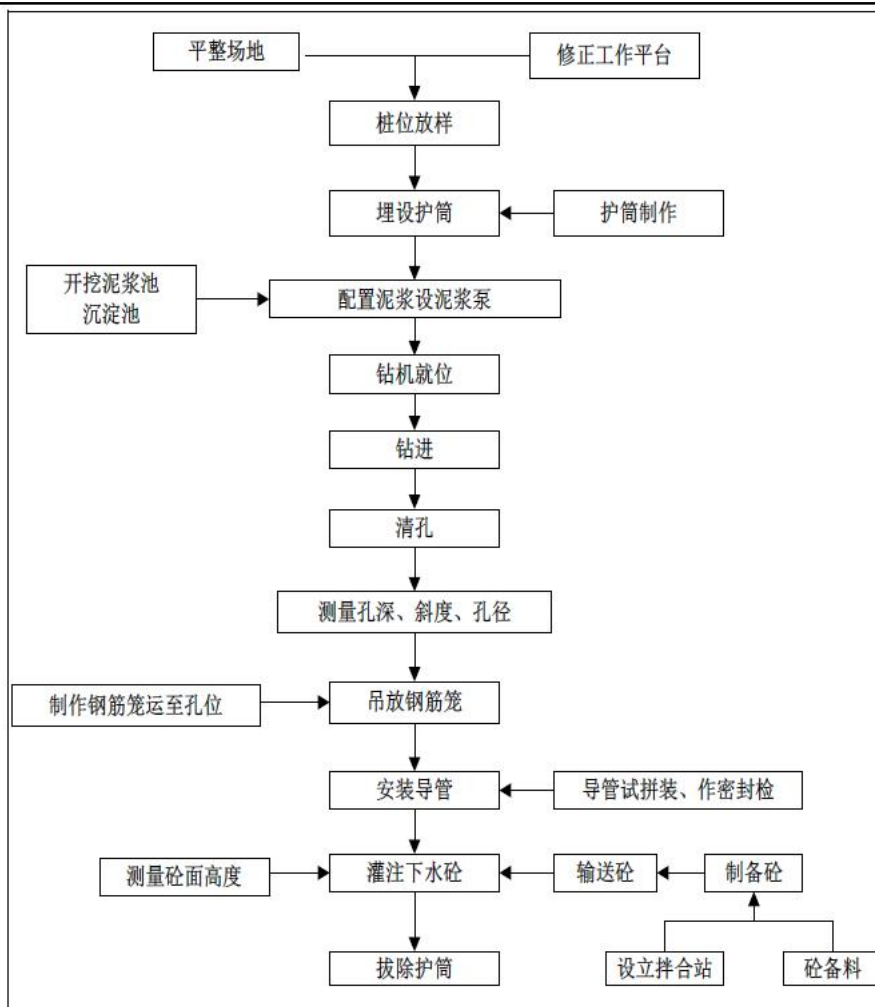 平整场地
修正工作平台
桩位放样
埋设护筒
护筒制作
开挖泥浆池
沉淀池
配置泥浆设泥浆泵
钻机就位
钻进
清孔
测量孔深、斜度、孔径
制作钢筋笼运至孔位
吊放钢筋笼
安装导管
导管试拼装、作密封检
测量砼面高度
灌注下水砼
输送砼
制备砼
拔除护筒
设立拌合站
砼备料